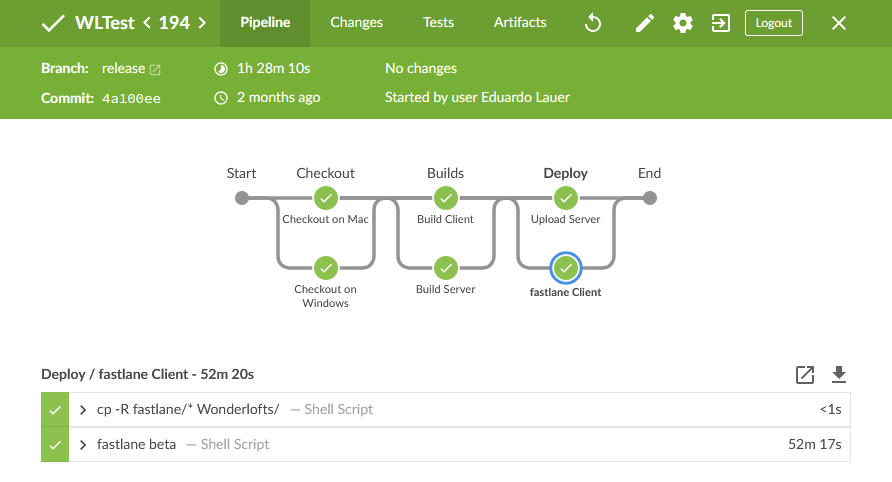 WLTest < 194 > Pipeline Changes Tests Artifacts Logout
Branch: release 1h 28m 10s No changes
Commit: 4a100ee 2 months ago Started by user Eduardo Lauer
Start Checkout Builds Deploy End
Checkout on Mac Build Client Upload Server
Checkout on Windows Build Server fastlane Client
Deploy / fastlane Client - 52m 20s
cp -R fastlane/* Wonderlofts/ — Shell Script <1s
fastlane beta — Shell Script 52m 17s